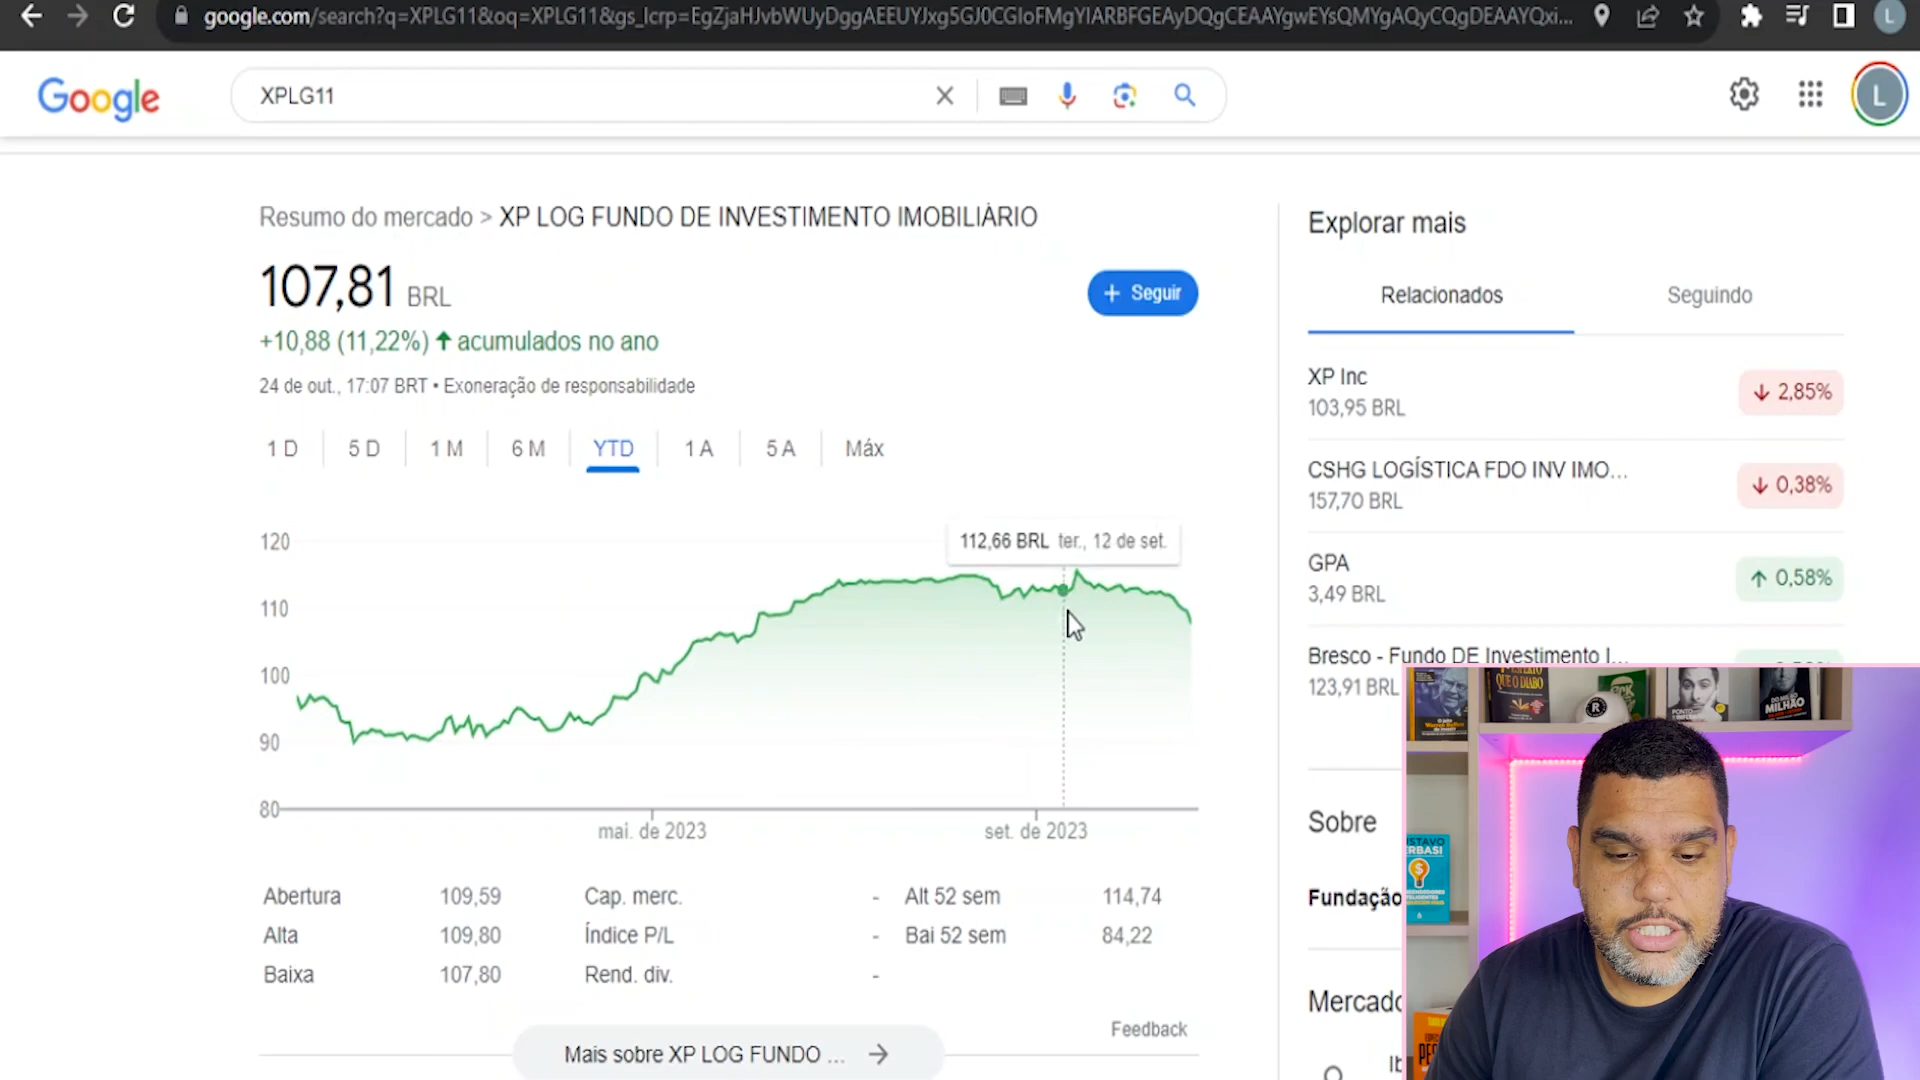 google.com/search?q=XPLG11&oq=XPLG11&gs_lcrp=EgZjaHJvbWUyDggAEEUYJxg5GJ0CGIoFMgYIARBFGEAyDQgCEAAYgwEYsQMYgAQyCQgDEAAYQxi...
L
Google
XPLG11
L
Resumo do mercado > XP LOG FUNDO DE INVESTIMENTO IMOBILIÁRIO
107,81 BRL
+ Seguir
+10,88 (11,22%) ↑ acumulados no ano
24 de out., 17:07 BRT • Exoneração de responsabilidade
1 D 5 D 1 M 6 M YTD 1 A 5 A Máx
112,66 BRL ter., 12 de set.
120
110
100
90
80
mai. de 2023 set. de 2023
Abertura 109,59 Cap. merc. - Alt 52 sem 114,74
Alta 109,80 Índice P/L - Bai 52 sem 84,22
Baixa 107,80 Rend. div. -
Feedback
Mais sobre XP LOG FUNDO ... →
Explorar mais
Relacionados Seguindo
XP Inc
103,95 BRL
↓ 2,85%
CSHG LOGÍSTICA FDO INV IMO...
157,70 BRL
↓ 0,38%
GPA
3,49 BRL
↑ 0,58%
Bresco - Fundo DE Investimento I...
123,91 BRL
Sobre
Fundação
Mercado
QUE O DIABO
R
MILHÃO